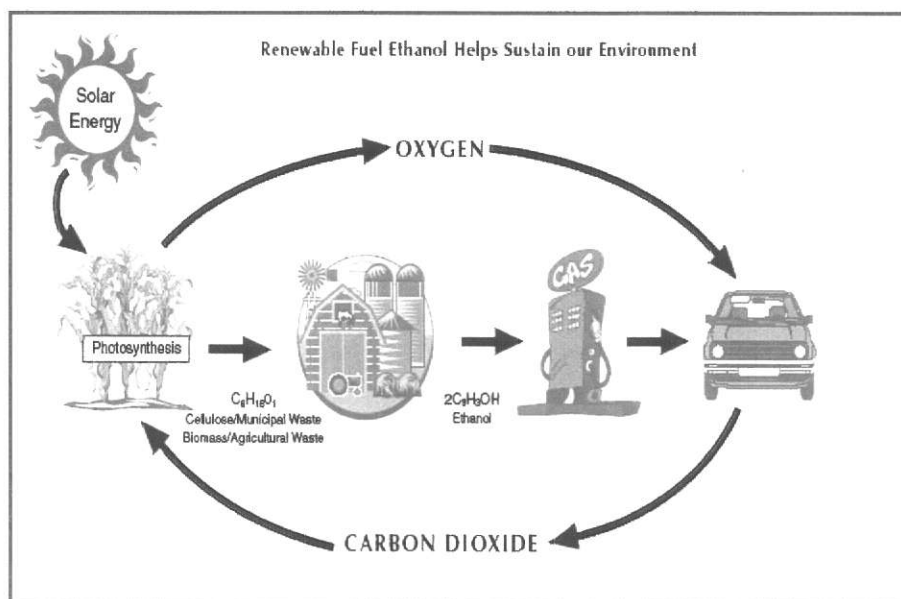 Renewable Fuel Ethanol Helps Sustain our Environment
Solar
Energy
OXYGEN
GAS
Photosynthesis
C₆H₁₈O₁
Cellulose/Municipal Waste
Biomass/Agricultural Waste
Ethanol
CARBON DIOXIDE